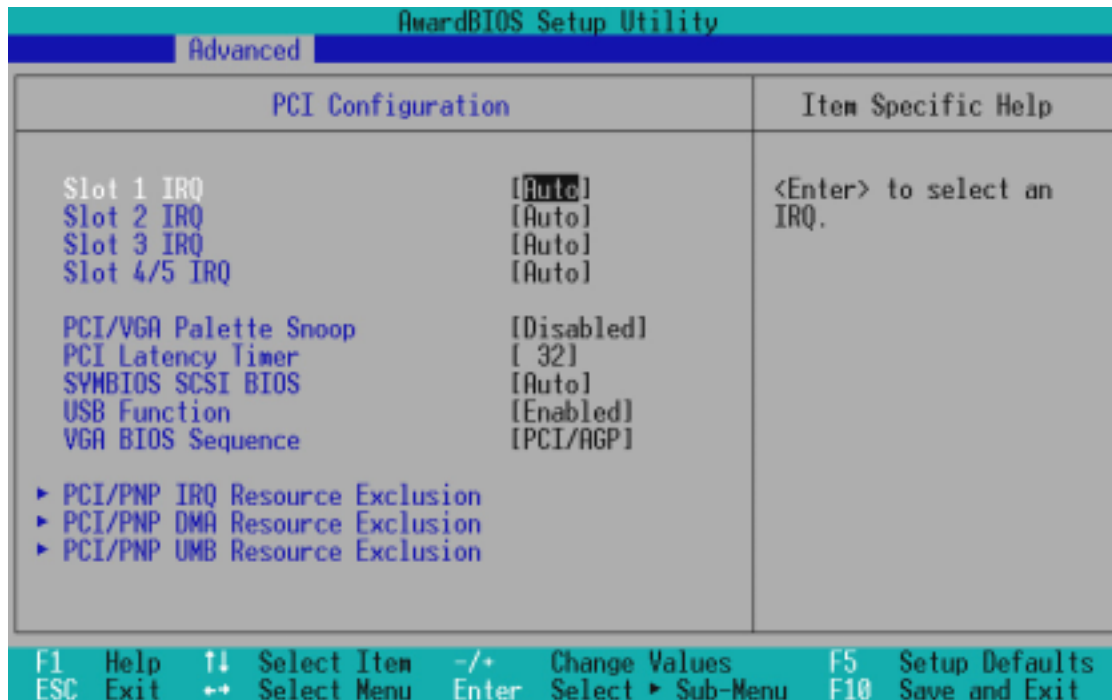 AwardBIOS Setup Utility
Advanced
PCI Configuration
Item Specific Help
Slot 1 IRQ [Auto]
Slot 2 IRQ [Auto]
Slot 3 IRQ [Auto]
Slot 4/5 IRQ [Auto]
PCI/VGA Palette Snoop [Disabled]
PCI Latency Timer [ 32]
SYMBIOS SCSI BIOS [Auto]
USB Function [Enabled]
VGA BIOS Sequence [PCI/AGP]
▸ PCI/PNP IRQ Resource Exclusion
▸ PCI/PNP DMA Resource Exclusion
▸ PCI/PNP UMB Resource Exclusion
<Enter> to select an
IRQ.
F1 Help ↑↓ Select Item -/+ Change Values F5 Setup Defaults
ESC Exit ←→ Select Menu Enter Select ▸ Sub-Menu F10 Save and Exit